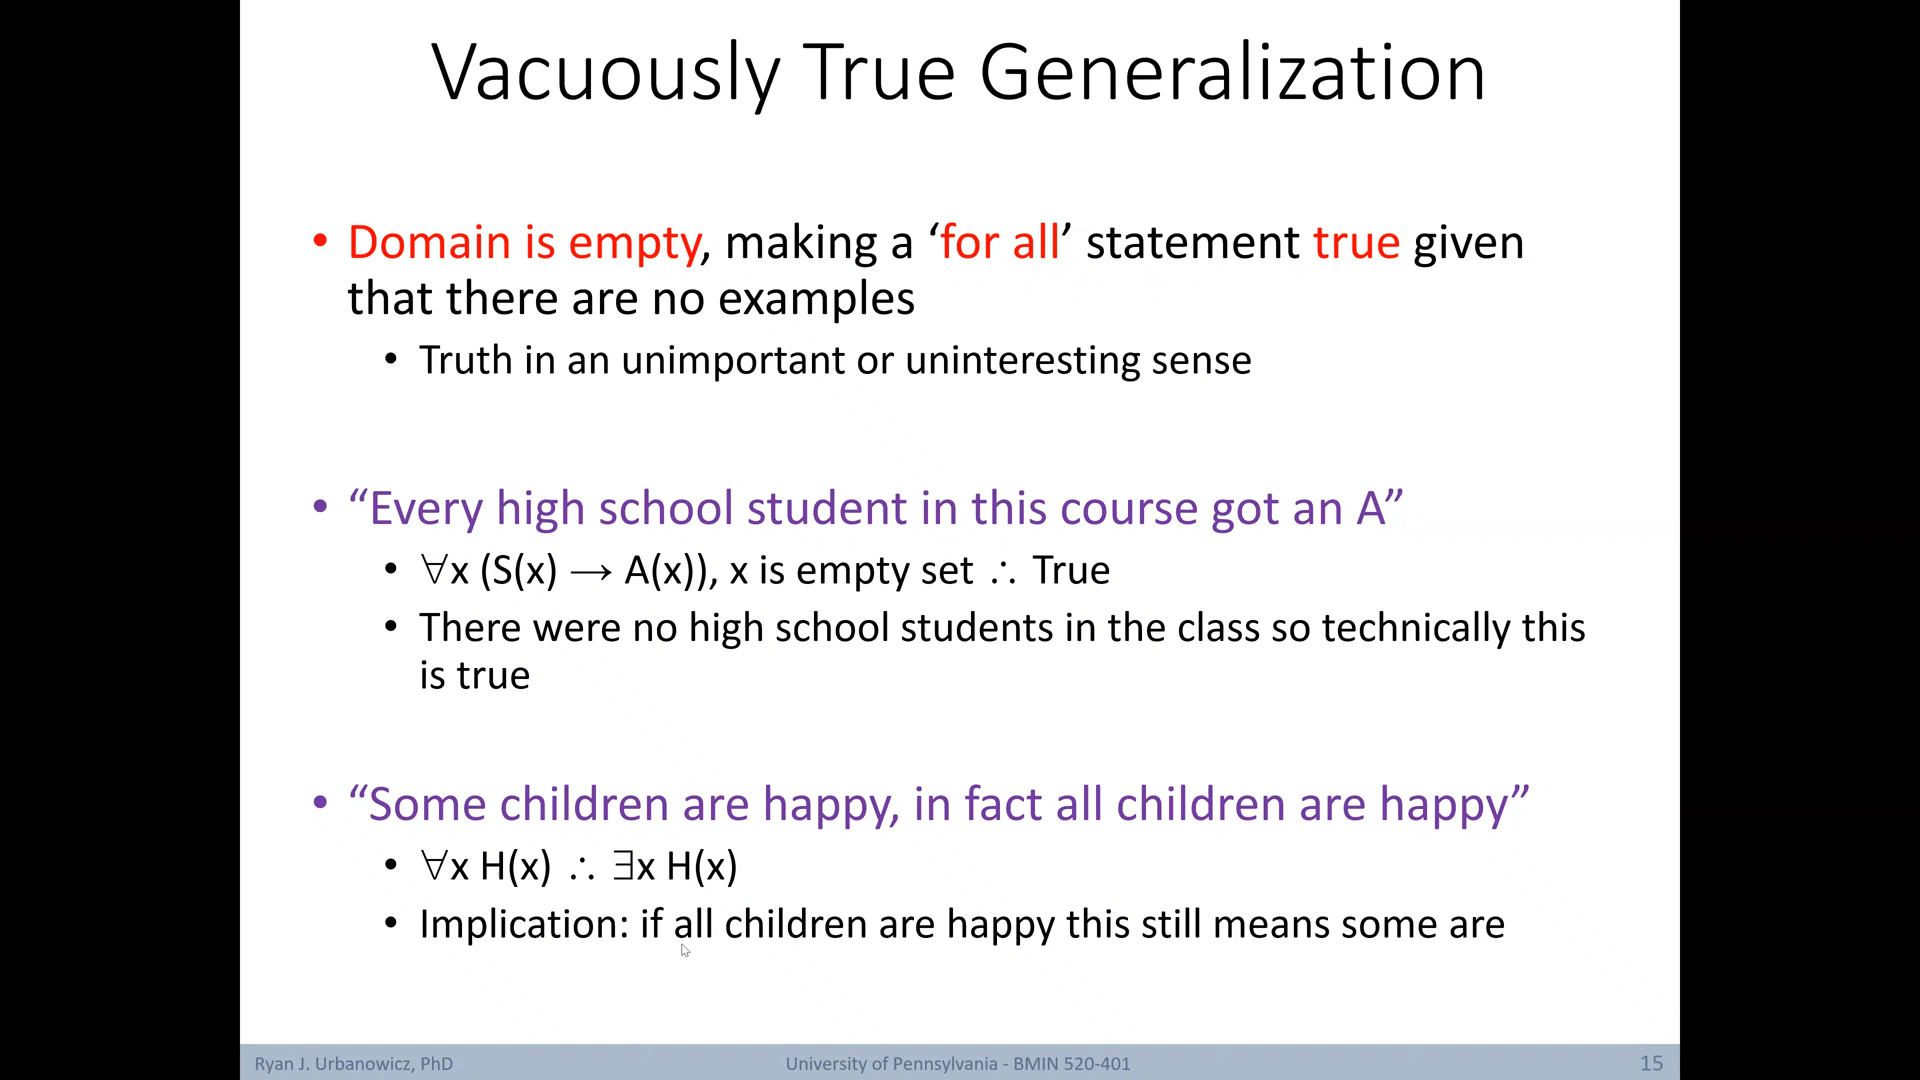 Vacuously True Generalization
• Domain is empty, making a ‘for all’ statement true given
that there are no examples
• Truth in an unimportant or uninteresting sense
• “Every high school student in this course got an A”
• ∀x (S(x) → A(x)), x is empty set ∴ True
• There were no high school students in the class so technically this
is true
• “Some children are happy, in fact all children are happy”
• ∀x H(x) ∴ ∃x H(x)
• Implication: if all children are happy this still means some are
Ryan J. Urbanowicz, PhD
University of Pennsylvania - BMIN 520-401
15